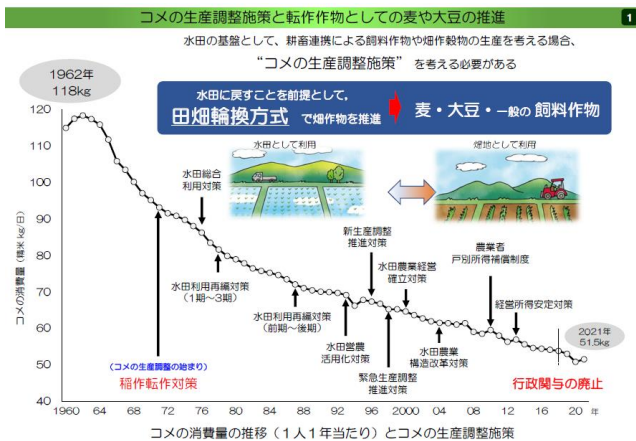 コメの生産調整施策と転作作物としての麦や大豆の推進
1
水田の基盤として、耕畜連携による飼料作物や畑作穀物の生産を考える場合、
“コメの生産調整施策” を考える必要がある
1962年
118kg
水田に戻すことを前提として,
田畑輪換方式 で畑作物を推進
麦・大豆・一般の 飼料作物
水田として利用
畑地として利用
コメの消費量(精米 kg/日)
120
110
100
90
80
70
60
50
40
水田総合
利用対策
水田利用再編対策
(1期~3期)
水田利用再編対策
(前期~後期)
新生産調整
推進対策
水田農業経営
確立対策
農業者
戸別所得補償制度
経営所得安定対策
水田営農
活用化対策
緊急生産調整
推進対策
水田農業
構造改革対策
2021年
51.5kg
(コメの生産調整の始まり)
稲作転作対策
行政関与の廃止
1960 64 68 72 76 80 84 88 92 96 2000 04 08 12 16 20 年
コメの消費量の推移(1人1年当たり)とコメの生産調整施策